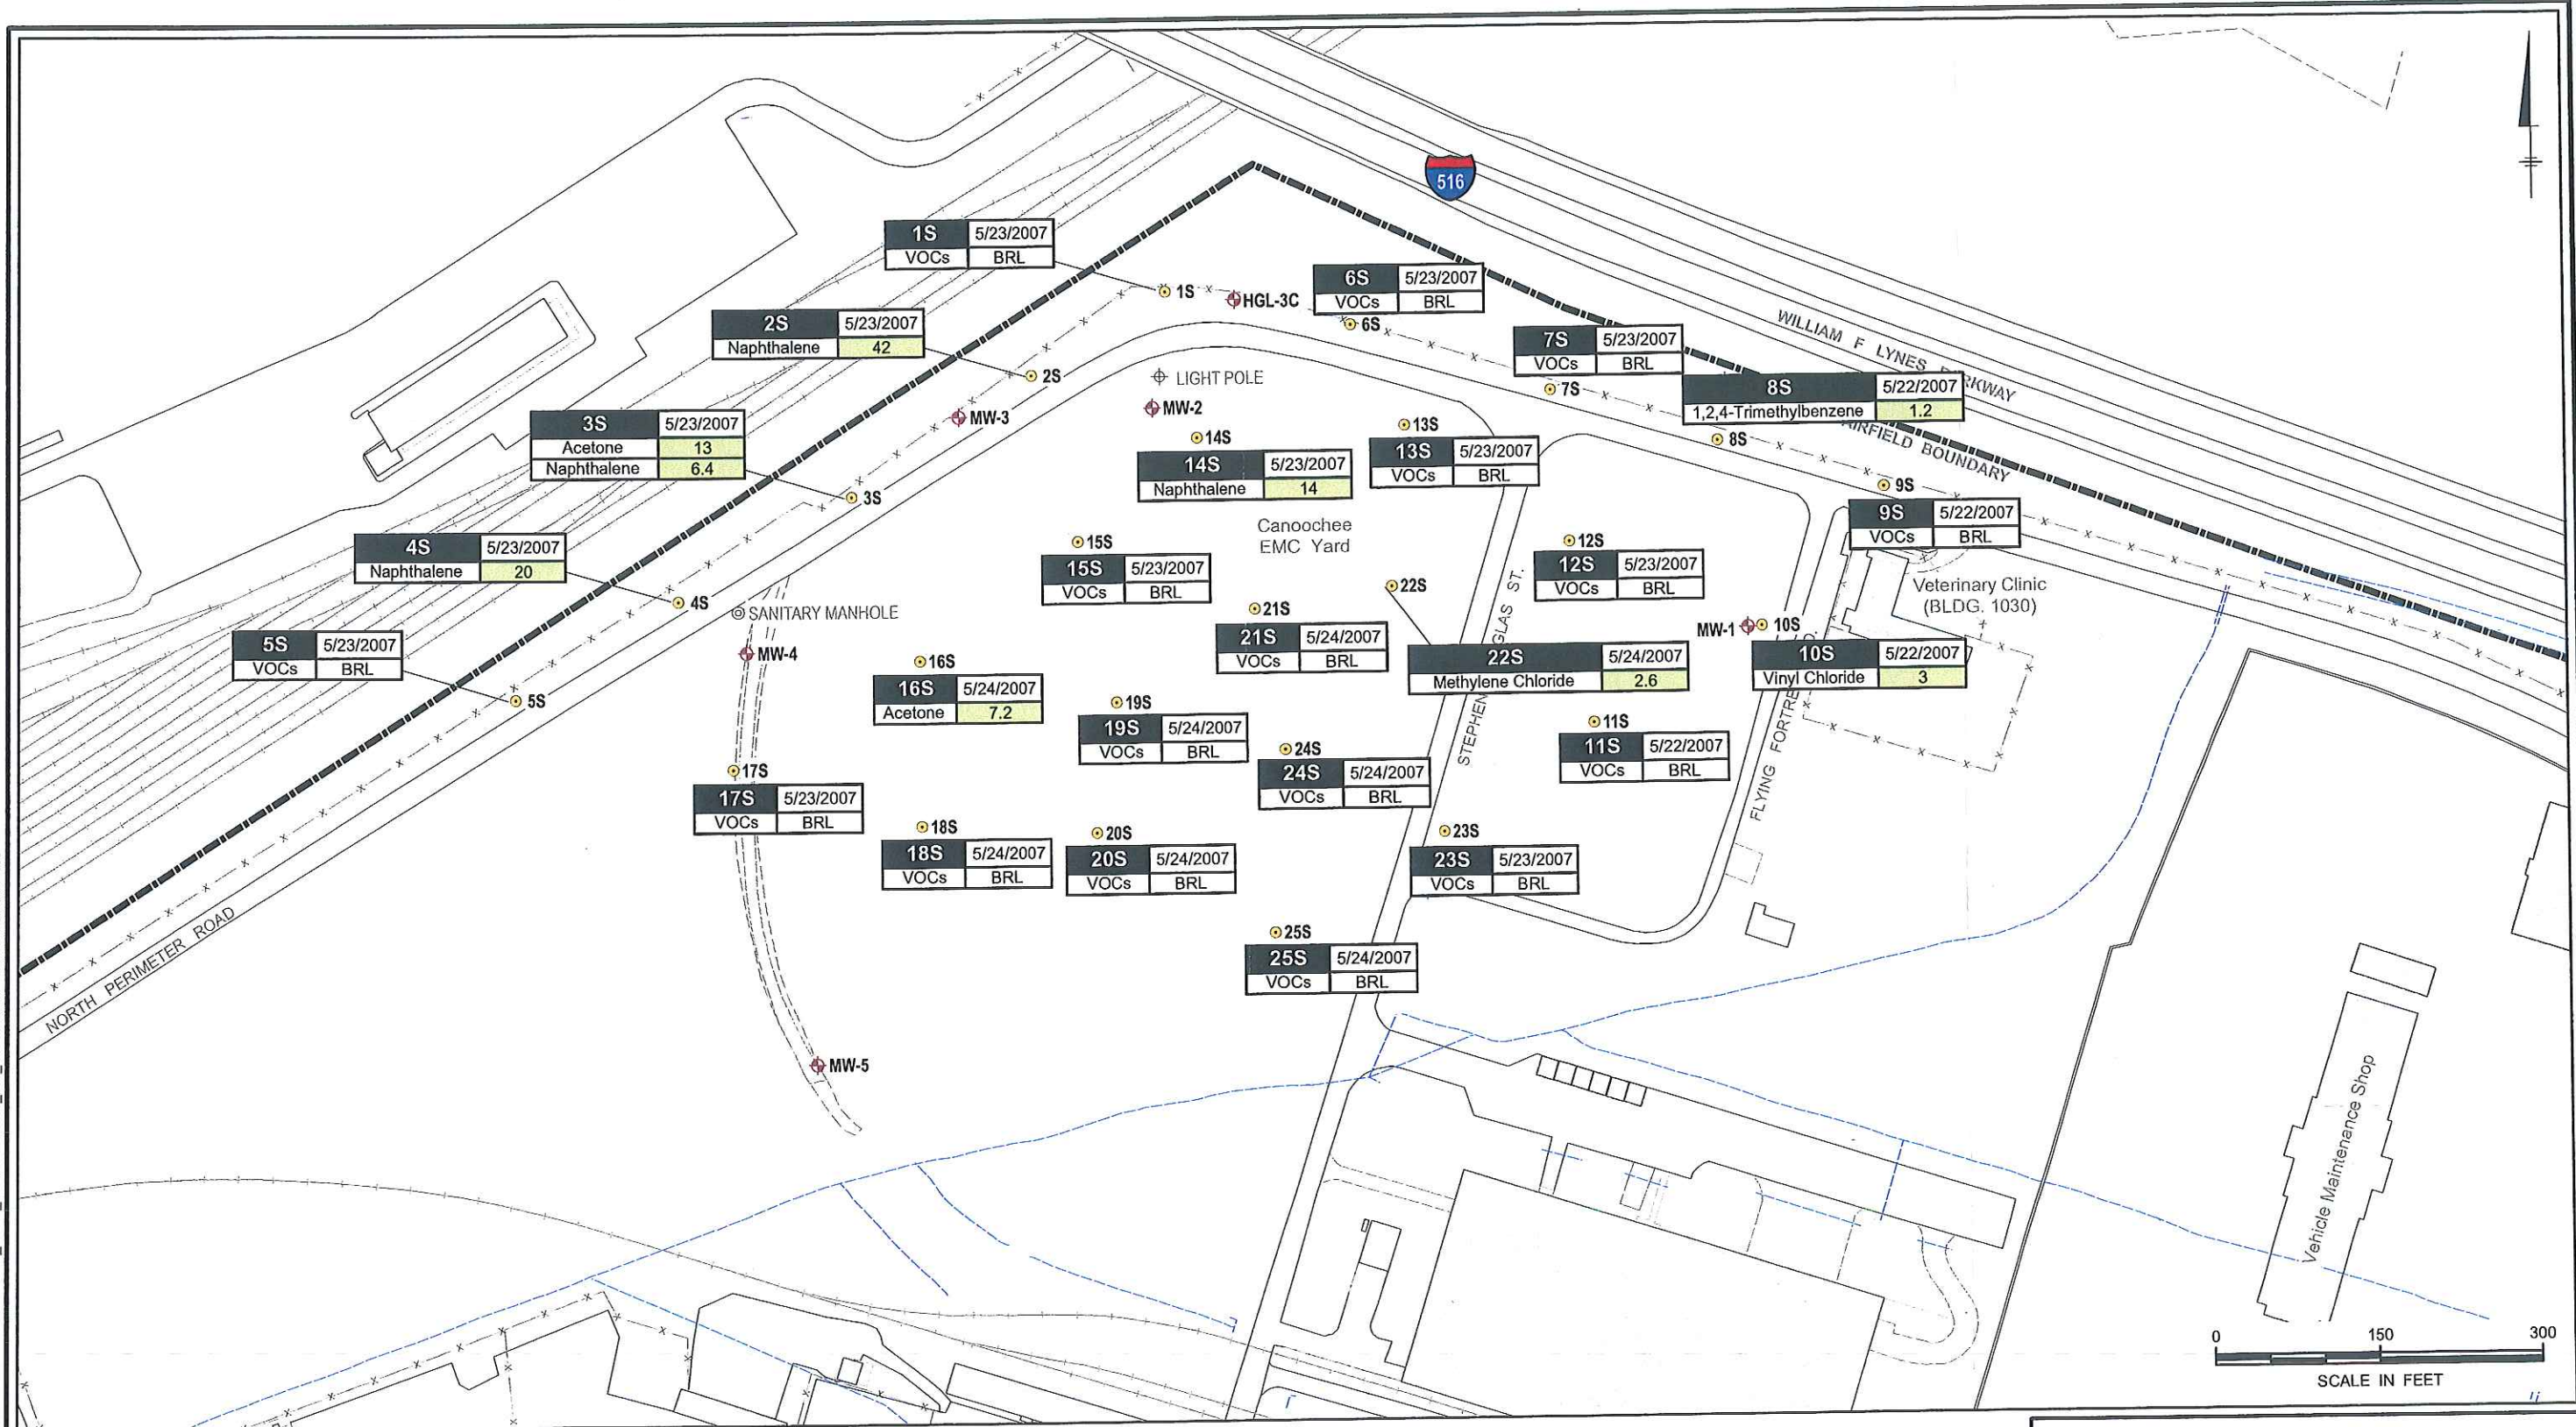 516
1S 5/23/2007
VOCs BRL
1S
HGL-3C
6S 5/23/2007
VOCs BRL
6S
2S 5/23/2007
Naphthalene 42
2S
7S 5/23/2007
VOCs BRL
7S
WILLIAM F LYNES
RKWAY
8S 5/22/2007
1,2,4-Trimethylbenzene 1.2
8S
AIRFIELD BOUNDARY
LIGHT POLE
MW-2
MW-3
3S 5/23/2007
Acetone 13
Naphthalene 6.4
3S
14S
14S 5/23/2007
Naphthalene 14
13S
13S 5/23/2007
VOCs BRL
9S
9S 5/22/2007
VOCs BRL
Canoochee
EMC Yard
4S 5/23/2007
Naphthalene 20
4S
15S
15S 5/23/2007
VOCs BRL
12S
12S 5/23/2007
VOCs BRL
Veterinary Clinic
(BLDG. 1030)
SANITARY MANHOLE
22S
21S
21S 5/24/2007
VOCs BRL
MW-1
10S
10S 5/22/2007
Vinyl Chloride 3
5S 5/23/2007
VOCs BRL
5S
MW-4
16S
16S 5/24/2007
Acetone 7.2
22S 5/24/2007
Methylene Chloride 2.6
STEPHEN
GLAS ST.
FLYING FORTRE
D.
19S
19S 5/24/2007
VOCs BRL
11S
11S 5/22/2007
VOCs BRL
24S
24S 5/24/2007
VOCs BRL
17S
17S 5/23/2007
VOCs BRL
18S
18S 5/24/2007
VOCs BRL
20S
20S 5/24/2007
VOCs BRL
23S
23S 5/23/2007
VOCs BRL
25S
25S 5/24/2007
VOCs BRL
NORTH PERIMETER ROAD
MW-5
Vehicle Maintenance Shop
0 150 300
SCALE IN FEET